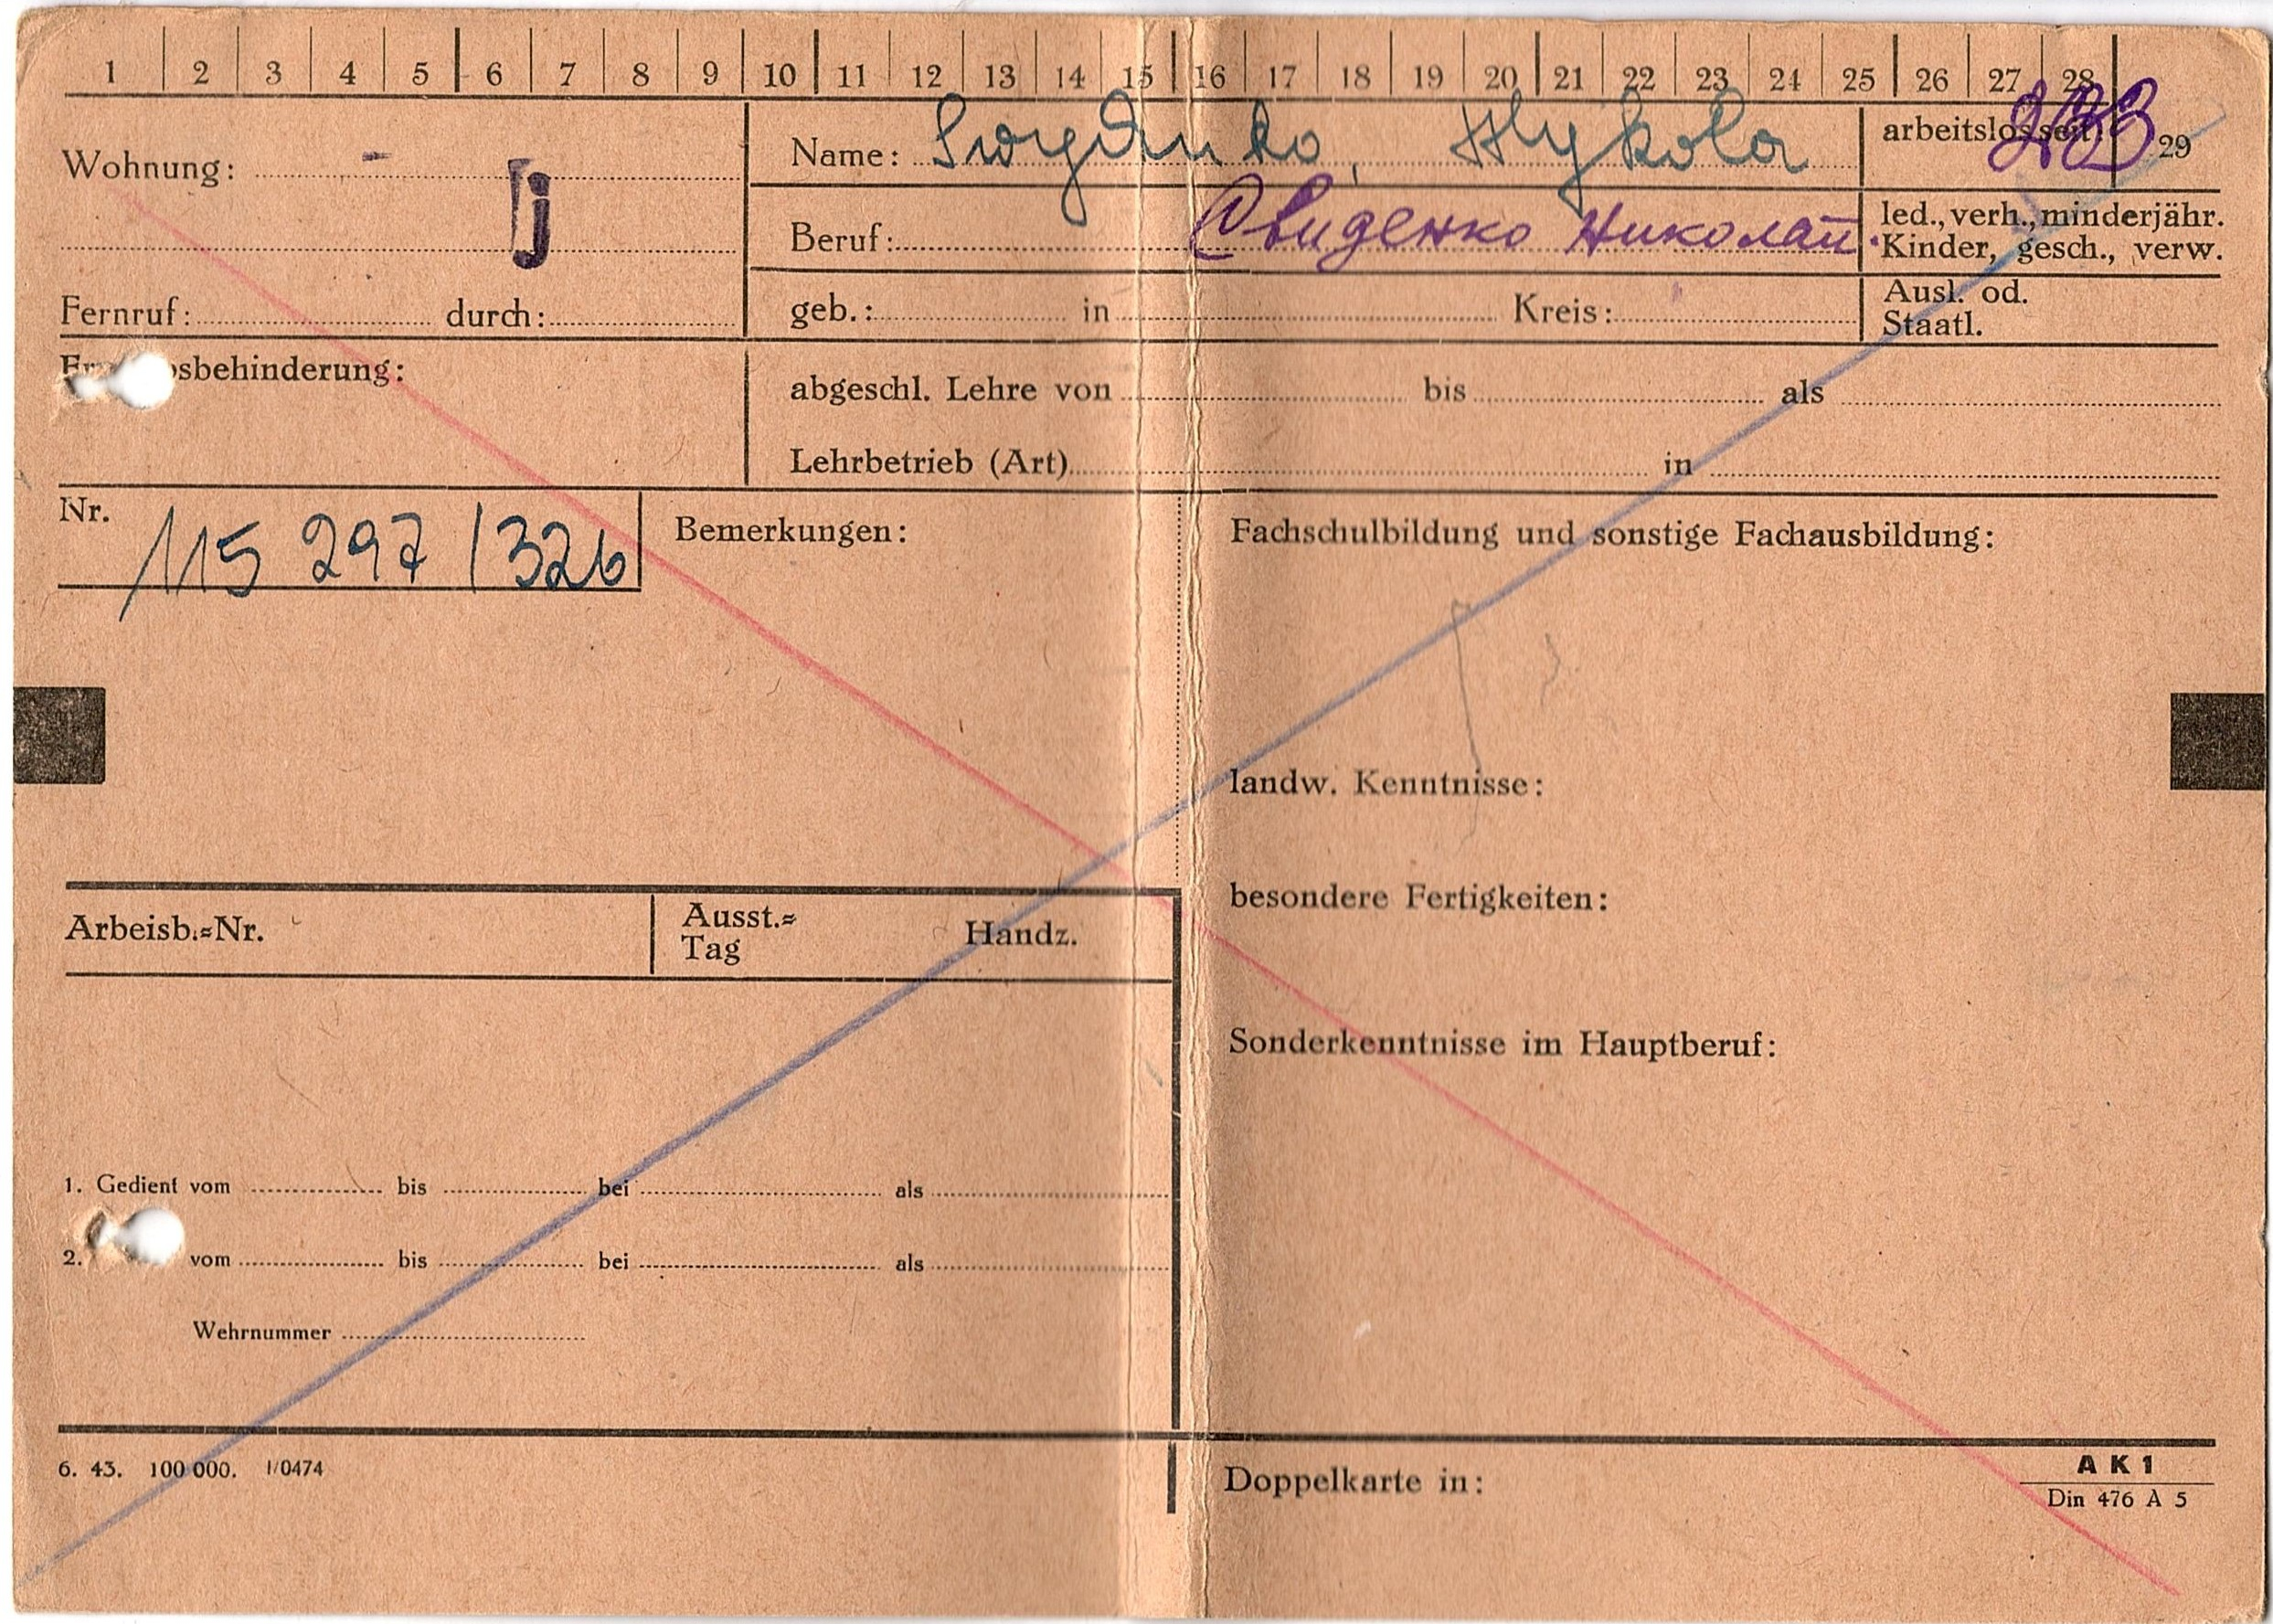 1 2 3 4 5 6 7 8 9 10 11 12 13 14 15 16 17 18 19 20 21 22 23 24 25 26 27 28 29
Wohnung:
Name: Swydenko, Mykola
arbeitslos seit:
Beruf: Свиденко Николай.
led., verh., minderjähr.
Kinder, gesch., verw.
Fernruf: durch:
geb.: in Kreis:
Ausl. od.
Staatl.
abgeschl. Lehre von bis als
Lehrbetrieb (Art) in
Nr. 115 297 / 326
Bemerkungen:
Fachschulbildung und sonstige Fachausbildung:
landw. Kenntnisse:
besondere Fertigkeiten:
Sonderkenntnisse im Hauptberuf:
Arbeisb.=Nr.
Ausst.=
Tag
Handz.
1. Gedient vom bis bei als
2. vom bis bei als
Wehrnummer
6. 43. 100 000. I/0474
Doppelkarte in:
A K 1
Din 476 A 5